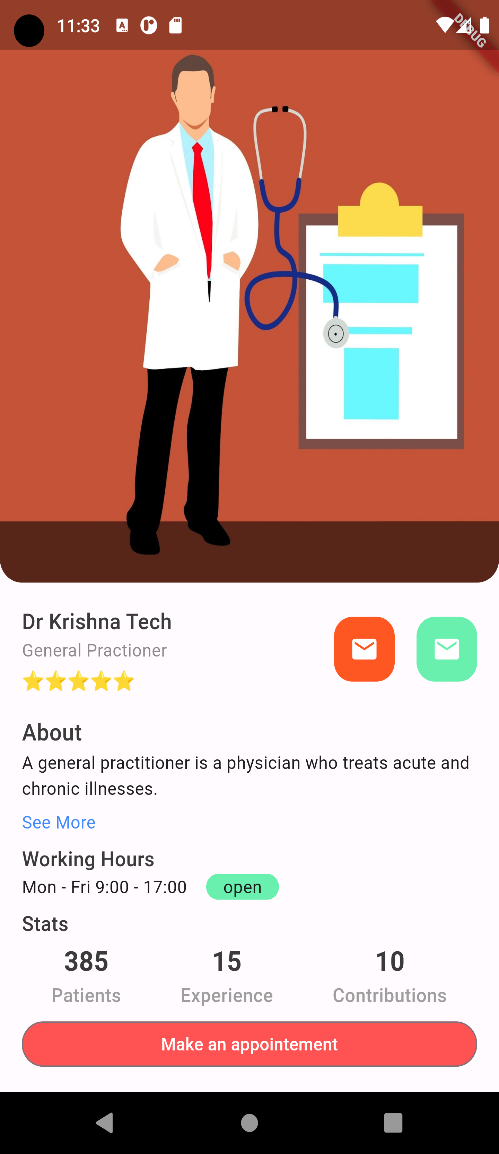 11:33
DEBUG
Dr Krishna Tech
General Practioner
About
A general practitioner is a physician who treats acute and
chronic illnesses.
See More
Working Hours
Mon - Fri 9:00 - 17:00 open
Stats
385 15 10
Patients Experience Contributions
Make an appointement